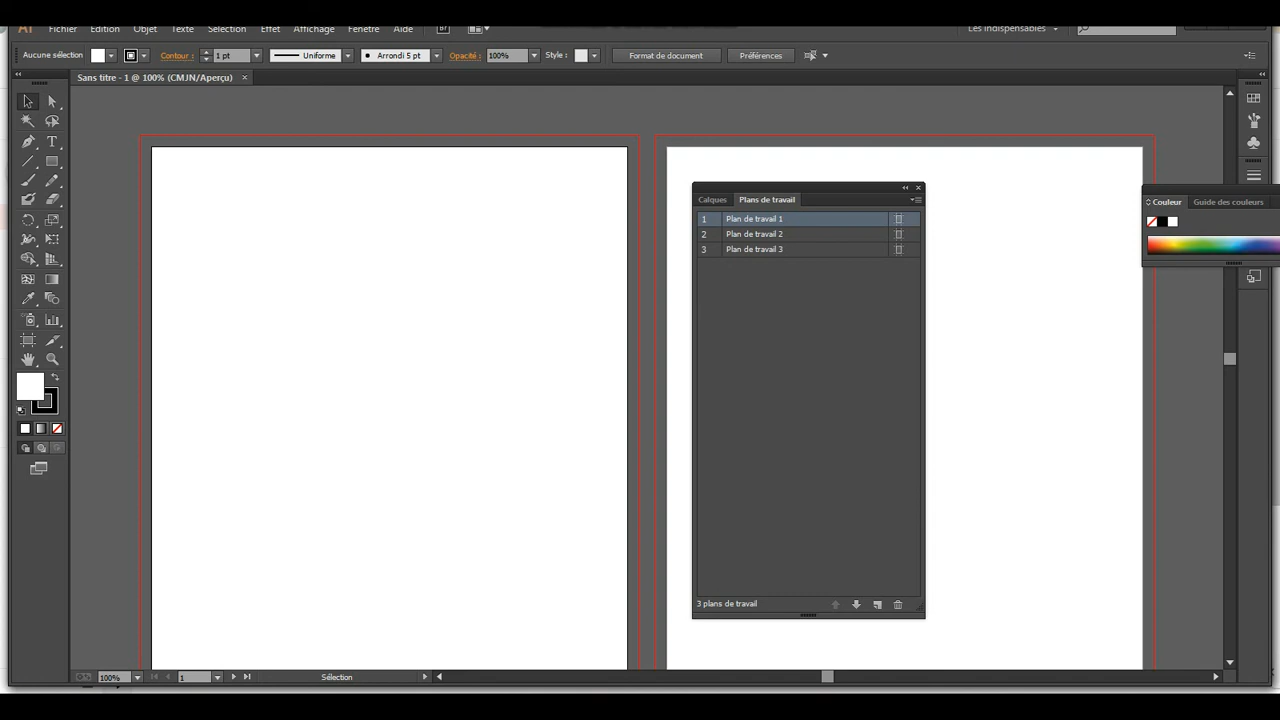 Ai Fichier Edition Objet Texte Sélection Effet Affichage Fenêtre Aide Br Les indispensables
Aucune sélection Contour : 1 pt Uniforme Arrondi 5 pt Opacité : 100% Style : Format de document Préférences
Sans titre - 1 @ 100% (CMJN/Aperçu)
Calques Plans de travail
1 Plan de travail 1
2 Plan de travail 2
3 Plan de travail 3
3 plans de travail
Couleur Guide des couleurs
100% 1 Sélection